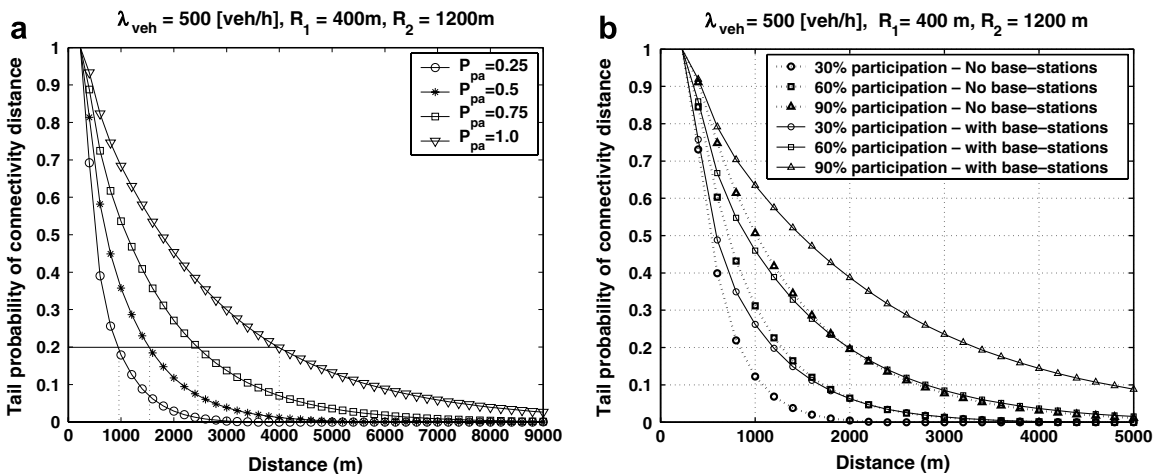 a
λveh = 500 [veh/h], R1 = 400m, R2 = 1200m
Tail probability of connectivity distance
1
0.9
0.8
0.7
0.6
0.5
0.4
0.3
0.2
0.1
0
Ppa=0.25
Ppa=0.5
Ppa=0.75
Ppa=1.0
0 1000 2000 3000 4000 5000 6000 7000 8000 9000
Distance (m)
b
λveh= 500 [veh/h], R1= 400 m, R2 = 1200 m
Tail probability of connectivity distance
1
0.9
0.8
0.7
0.6
0.5
0.4
0.3
0.2
0.1
0
30% participation – No base–stations
60% participation – No base–stations
90% participation – No base–stations
30% participation – with base–stations
60% participation – with base–stations
90% participation – with base–stations
0 1000 2000 3000 4000 5000
Distance (m)